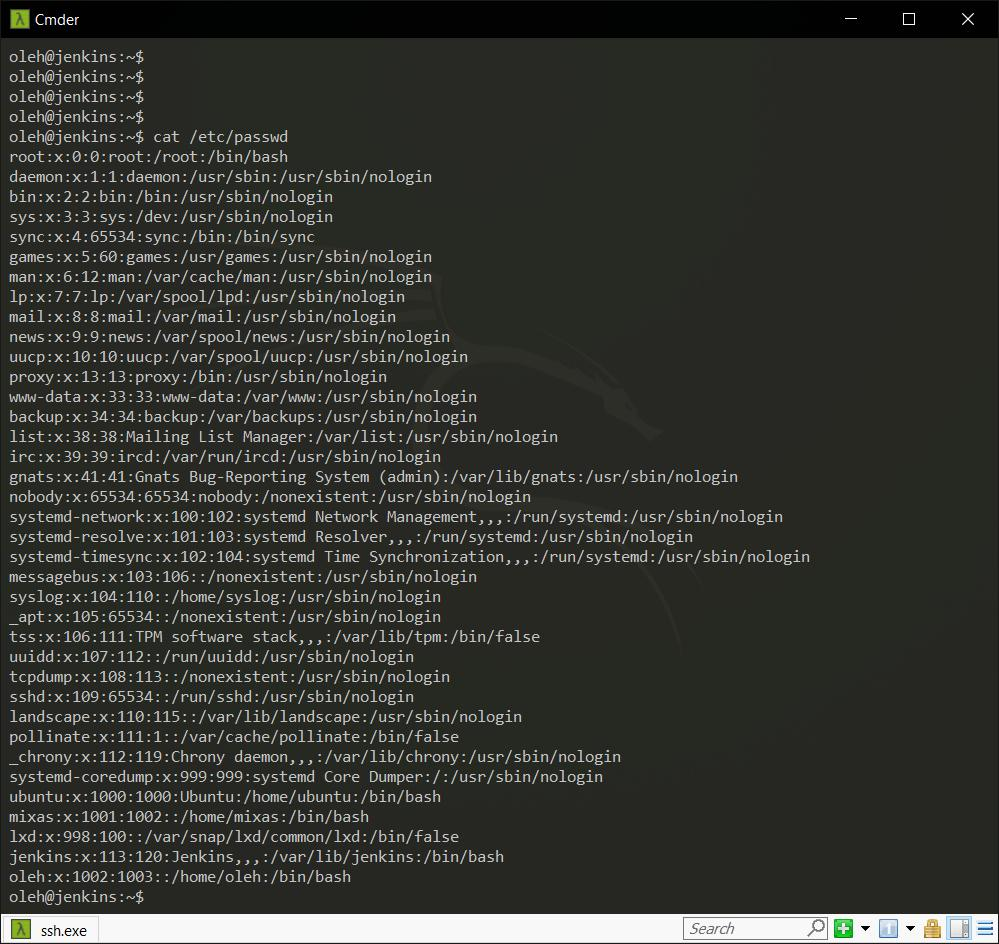 Cmder
oleh@jenkins:~$
oleh@jenkins:~$
oleh@jenkins:~$
oleh@jenkins:~$
oleh@jenkins:~$ cat /etc/passwd
root:x:0:0:root:/root:/bin/bash
daemon:x:1:1:daemon:/usr/sbin:/usr/sbin/nologin
bin:x:2:2:bin:/bin:/usr/sbin/nologin
sys:x:3:3:sys:/dev:/usr/sbin/nologin
sync:x:4:65534:sync:/bin:/bin/sync
games:x:5:60:games:/usr/games:/usr/sbin/nologin
man:x:6:12:man:/var/cache/man:/usr/sbin/nologin
lp:x:7:7:lp:/var/spool/lpd:/usr/sbin/nologin
mail:x:8:8:mail:/var/mail:/usr/sbin/nologin
news:x:9:9:news:/var/spool/news:/usr/sbin/nologin
uucp:x:10:10:uucp:/var/spool/uucp:/usr/sbin/nologin
proxy:x:13:13:proxy:/bin:/usr/sbin/nologin
www-data:x:33:33:www-data:/var/www:/usr/sbin/nologin
backup:x:34:34:backup:/var/backups:/usr/sbin/nologin
list:x:38:38:Mailing List Manager:/var/list:/usr/sbin/nologin
irc:x:39:39:ircd:/var/run/ircd:/usr/sbin/nologin
gnats:x:41:41:Gnats Bug-Reporting System (admin):/var/lib/gnats:/usr/sbin/nologin
nobody:x:65534:65534:nobody:/nonexistent:/usr/sbin/nologin
systemd-network:x:100:102:systemd Network Management,,,:/run/systemd:/usr/sbin/nologin
systemd-resolve:x:101:103:systemd Resolver,,,:/run/systemd:/usr/sbin/nologin
systemd-timesync:x:102:104:systemd Time Synchronization,,,:/run/systemd:/usr/sbin/nologin
messagebus:x:103:106::/nonexistent:/usr/sbin/nologin
syslog:x:104:110::/home/syslog:/usr/sbin/nologin
_apt:x:105:65534::/nonexistent:/usr/sbin/nologin
tss:x:106:111:TPM software stack,,,:/var/lib/tpm:/bin/false
uuidd:x:107:112::/run/uuidd:/usr/sbin/nologin
tcpdump:x:108:113::/nonexistent:/usr/sbin/nologin
sshd:x:109:65534::/run/sshd:/usr/sbin/nologin
landscape:x:110:115::/var/lib/landscape:/usr/sbin/nologin
pollinate:x:111:1::/var/cache/pollinate:/bin/false
_chrony:x:112:119:Chrony daemon,,,:/var/lib/chrony:/usr/sbin/nologin
systemd-coredump:x:999:999:systemd Core Dumper:/:/usr/sbin/nologin
ubuntu:x:1000:1000:Ubuntu:/home/ubuntu:/bin/bash
mixas:x:1001:1002::/home/mixas:/bin/bash
lxd:x:998:100::/var/snap/lxd/common/lxd:/bin/false
jenkins:x:113:120:Jenkins,,,:/var/lib/jenkins:/bin/bash
oleh:x:1002:1003::/home/oleh:/bin/bash
oleh@jenkins:~$
ssh.exe Search